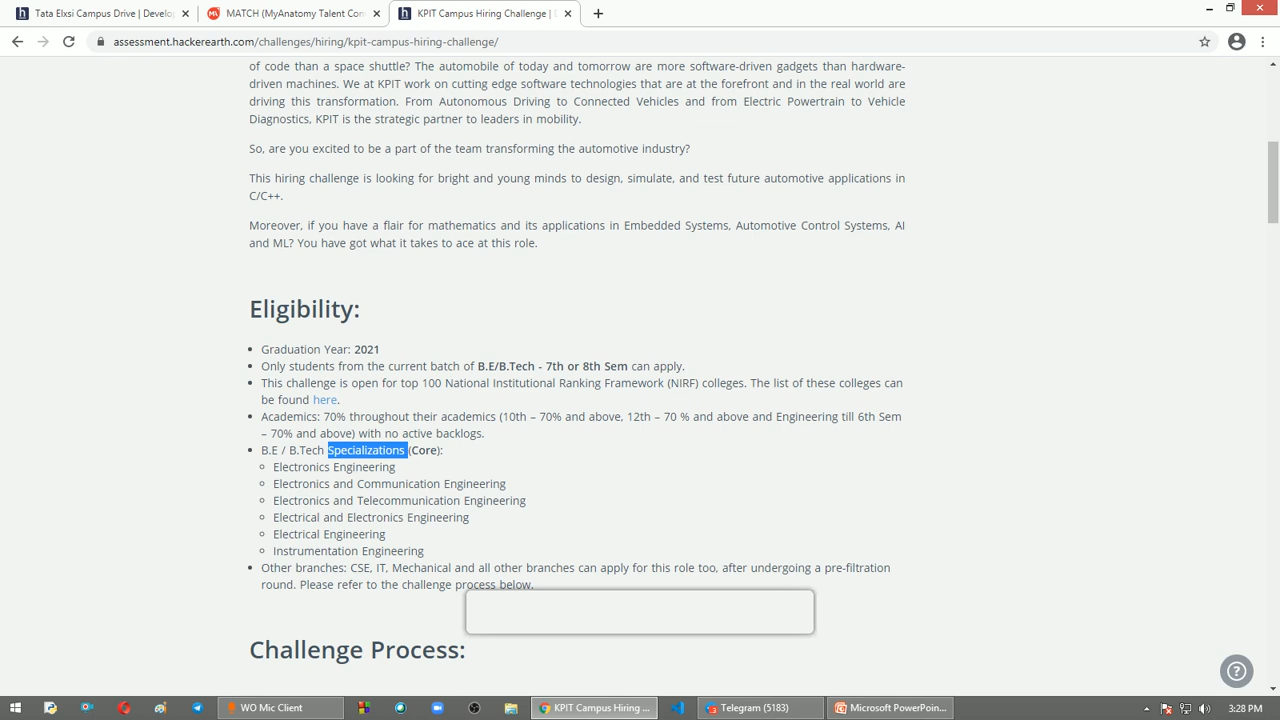 Tata Elxsi Campus Drive | Develop
MATCH (MyAnatomy Talent Con
KPIT Campus Hiring Challenge | D
assessment.hackerearth.com/challenges/hiring/kpit-campus-hiring-challenge/
of code than a space shuttle? The automobile of today and tomorrow are more software-driven gadgets than hardware-
driven machines. We at KPIT work on cutting edge software technologies that are at the forefront and in the real world are
driving this transformation. From Autonomous Driving to Connected Vehicles and from Electric Powertrain to Vehicle
Diagnostics, KPIT is the strategic partner to leaders in mobility.
So, are you excited to be a part of the team transforming the automotive industry?
This hiring challenge is looking for bright and young minds to design, simulate, and test future automotive applications in
C/C++.
Moreover, if you have a flair for mathematics and its applications in Embedded Systems, Automotive Control Systems, AI
and ML? You have got what it takes to ace at this role.
Eligibility:
• Graduation Year: 2021
• Only students from the current batch of B.E/B.Tech - 7th or 8th Sem can apply.
• This challenge is open for top 100 National Institutional Ranking Framework (NIRF) colleges. The list of these colleges can
be found here.
• Academics: 70% throughout their academics (10th – 70% and above, 12th – 70 % and above and Engineering till 6th Sem
– 70% and above) with no active backlogs.
• B.E / B.Tech Specializations (Core):
◦ Electronics Engineering
◦ Electronics and Communication Engineering
◦ Electronics and Telecommunication Engineering
◦ Electrical and Electronics Engineering
◦ Electrical Engineering
◦ Instrumentation Engineering
• Other branches: CSE, IT, Mechanical and all other branches can apply for this role too, after undergoing a pre-filtration
round. Please refer to the challenge process below.
Challenge Process:
WO Mic Client
KPIT Campus Hiring ...
Telegram (5183)
Microsoft PowerPoin...
3:28 PM